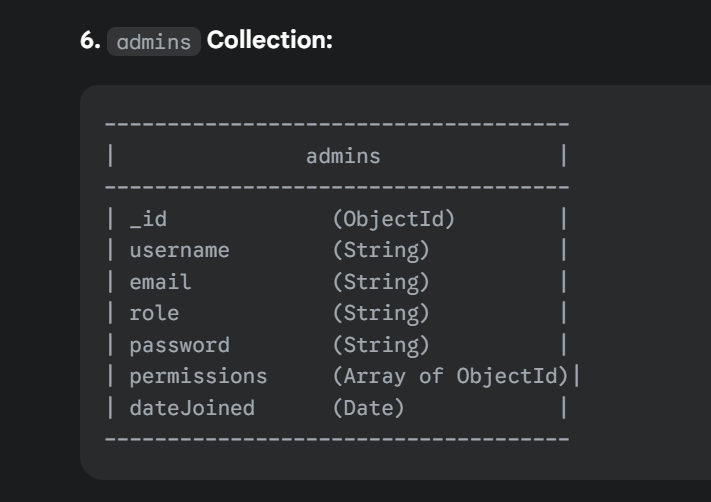 6. admins Collection:
-------------------------------------
|               admins              |
-------------------------------------
| _id             (ObjectId)        |
| username        (String)          |
| email           (String)          |
| role            (String)          |
| password        (String)          |
| permissions     (Array of ObjectId)|
| dateJoined      (Date)            |
-------------------------------------